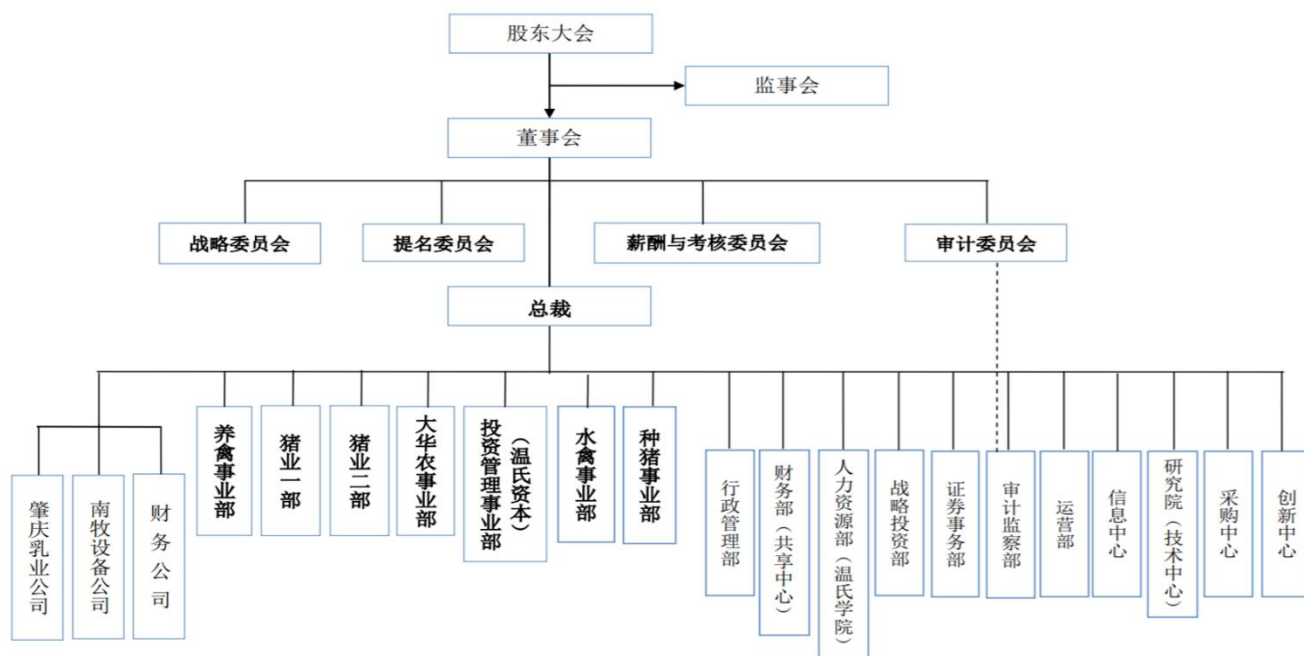 股东大会
监事会
董事会
战略委员会
提名委员会
薪酬与考核委员会
审计委员会
总裁
肇庆乳业公司
南牧设备公司
财务公司
养禽事业部
猪业一部
猪业二部
大华农事业部
投资管理事业部
（温氏资本）
水禽事业部
种猪事业部
行政管理部
财务部（共享中心）
人力资源部（温氏学院）
战略投资部
证券事务部
审计监察部
运营部
信息中心
研究院（技术中心）
采购中心
创新中心